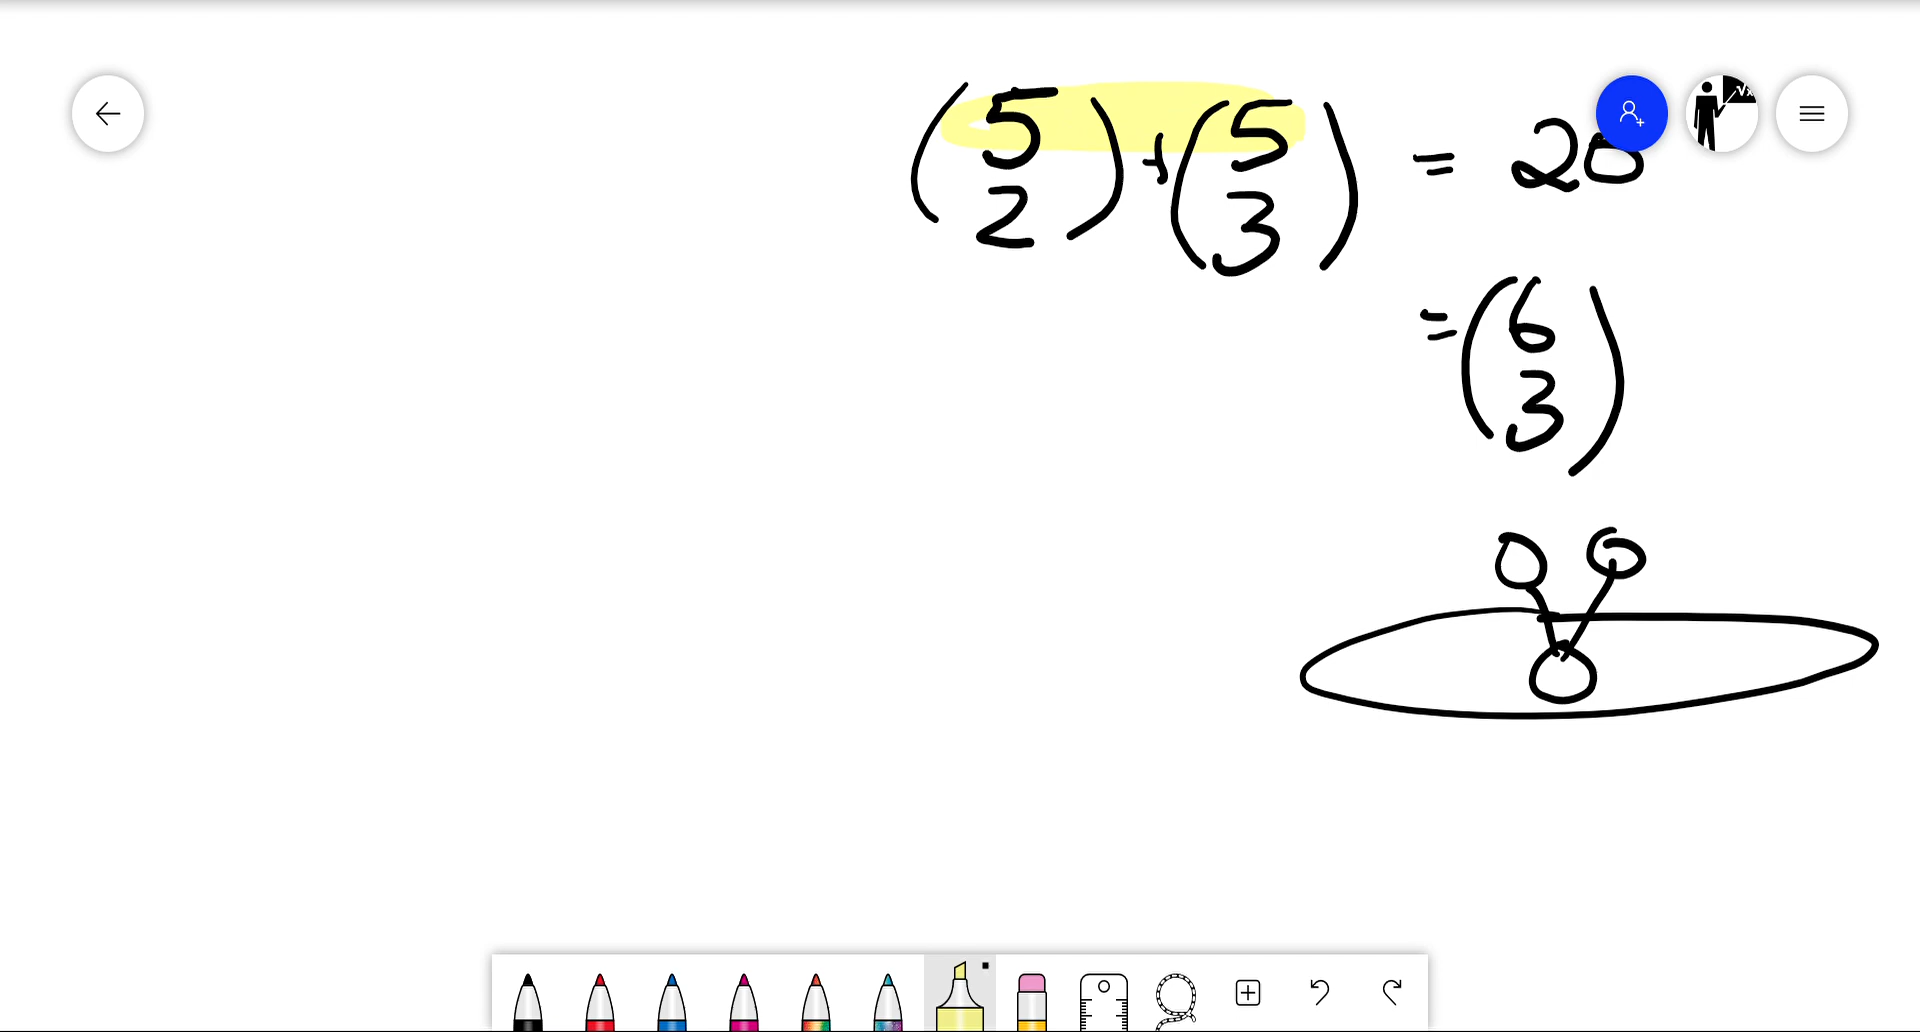 (5 2) + (5 3) = 20
= (6 3)
√x